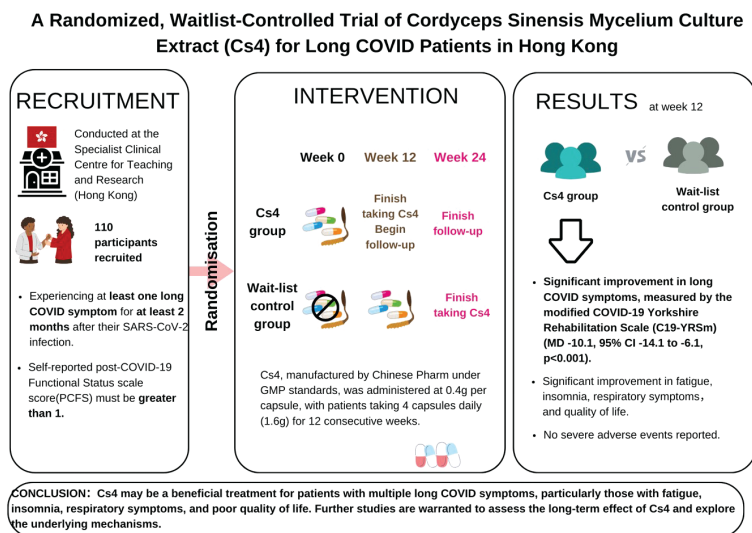 A Randomized, Waitlist-Controlled Trial of Cordyceps Sinensis Mycelium Culture
Extract (Cs4) for Long COVID Patients in Hong Kong
RECRUITMENT
Conducted at the
Specialist Clinical
Centre for Teaching
and Research
(Hong Kong)
110
participants
recruited
• Experiencing at least one long
COVID symptom for at least 2
months after their SARS-CoV-2
infection.
• Self-reported post-COVID-19
Functional Status scale
score(PCFS) must be greater
than 1.
Randomisation
INTERVENTION
Week 0 Week 12 Week 24
Cs4
group
Finish
taking Cs4
Begin
follow-up
Finish
follow-up
Wait-list
control
group
Finish
taking Cs4
Cs4, manufactured by Chinese Pharm under
GMP standards, was administered at 0.4g per
capsule, with patients taking 4 capsules daily
(1.6g) for 12 consecutive weeks.
RESULTS at week 12
VS
Cs4 group
Wait-list
control group
• Significant improvement in long
COVID symptoms, measured by the
modified COVID-19 Yorkshire
Rehabilitation Scale (C19-YRSm)
(MD -10.1, 95% CI -14.1 to -6.1,
p<0.001).
• Significant improvement in fatigue,
insomnia, respiratory symptoms，
and quality of life.
• No severe adverse events reported.
CONCLUSION： Cs4 may be a beneficial treatment for patients with multiple long COVID symptoms, particularly those with fatigue,
insomnia, respiratory symptoms, and poor quality of life. Further studies are warranted to assess the long-term effect of Cs4 and explore
the underlying mechanisms.